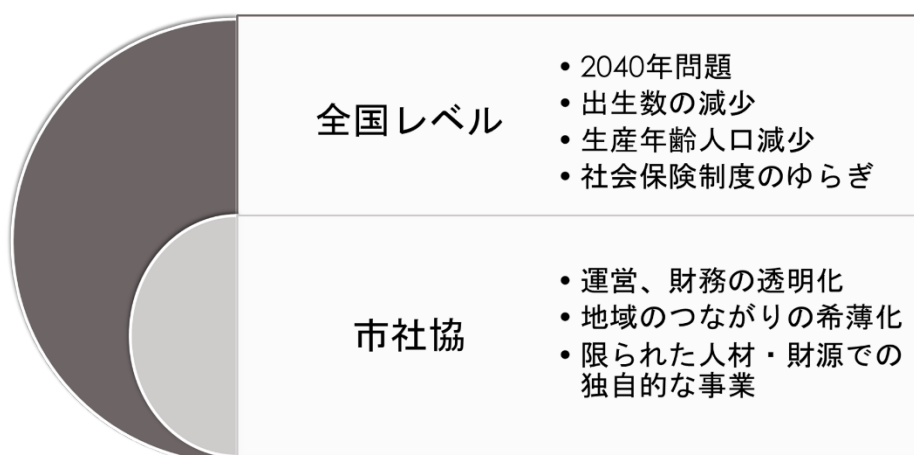 全国レベル
• 2040年問題
• 出生数の減少
• 生産年齢人口減少
• 社会保険制度のゆらぎ
市社協
• 運営、財務の透明化
• 地域のつながりの希薄化
• 限られた人材・財源での
独自的な事業